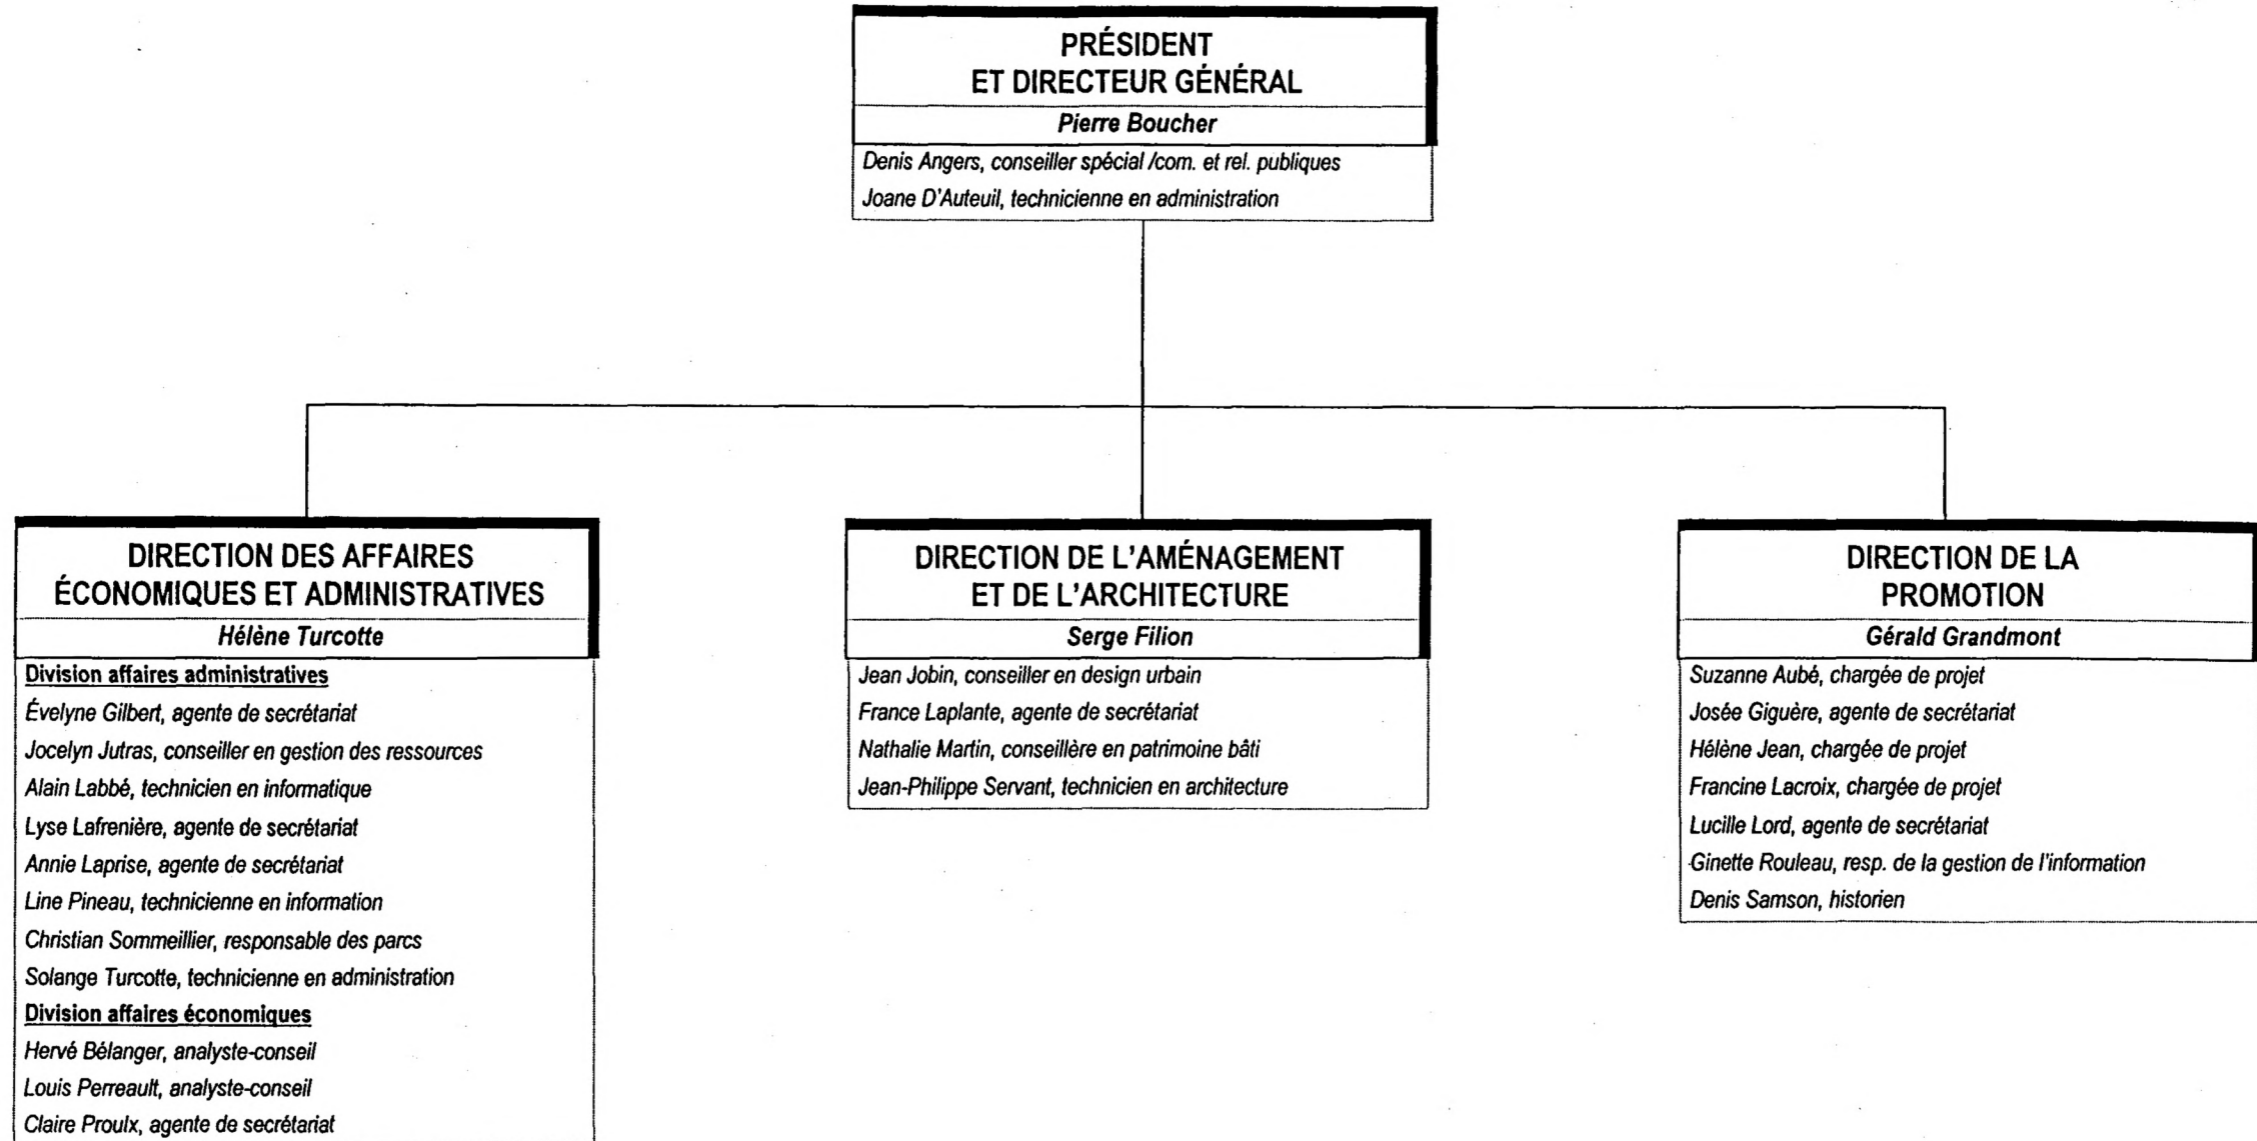 PRÉSIDENT
ET DIRECTEUR GÉNÉRAL
Pierre Boucher
Denis Angers, conseiller spécial /com. et rel. publiques
Joane D'Auteuil, technicienne en administration
DIRECTION DES AFFAIRES
ÉCONOMIQUES ET ADMINISTRATIVES
Hélène Turcotte
Division affaires administratives
Évelyne Gilbert, agente de secrétariat
Jocelyn Jutras, conseiller en gestion des ressources
Alain Labbé, technicien en informatique
Lyse Lafrenière, agente de secrétariat
Annie Laprise, agente de secrétariat
Line Pineau, technicienne en information
Christian Sommeillier, responsable des parcs
Solange Turcotte, technicienne en administration
Division affaires économiques
Hervé Bélanger, analyste-conseil
Louis Perreault, analyste-conseil
Claire Proulx, agente de secrétariat
DIRECTION DE L'AMÉNAGEMENT
ET DE L'ARCHITECTURE
Serge Filion
Jean Jobin, conseiller en design urbain
France Laplante, agente de secrétariat
Nathalie Martin, conseillère en patrimoine bâti
Jean-Philippe Servant, technicien en architecture
DIRECTION DE LA
PROMOTION
Gérald Grandmont
Suzanne Aubé, chargée de projet
Josée Giguère, agente de secrétariat
Hélène Jean, chargée de projet
Francine Lacroix, chargée de projet
Lucille Lord, agente de secrétariat
Ginette Rouleau, resp. de la gestion de l'information
Denis Samson, historien